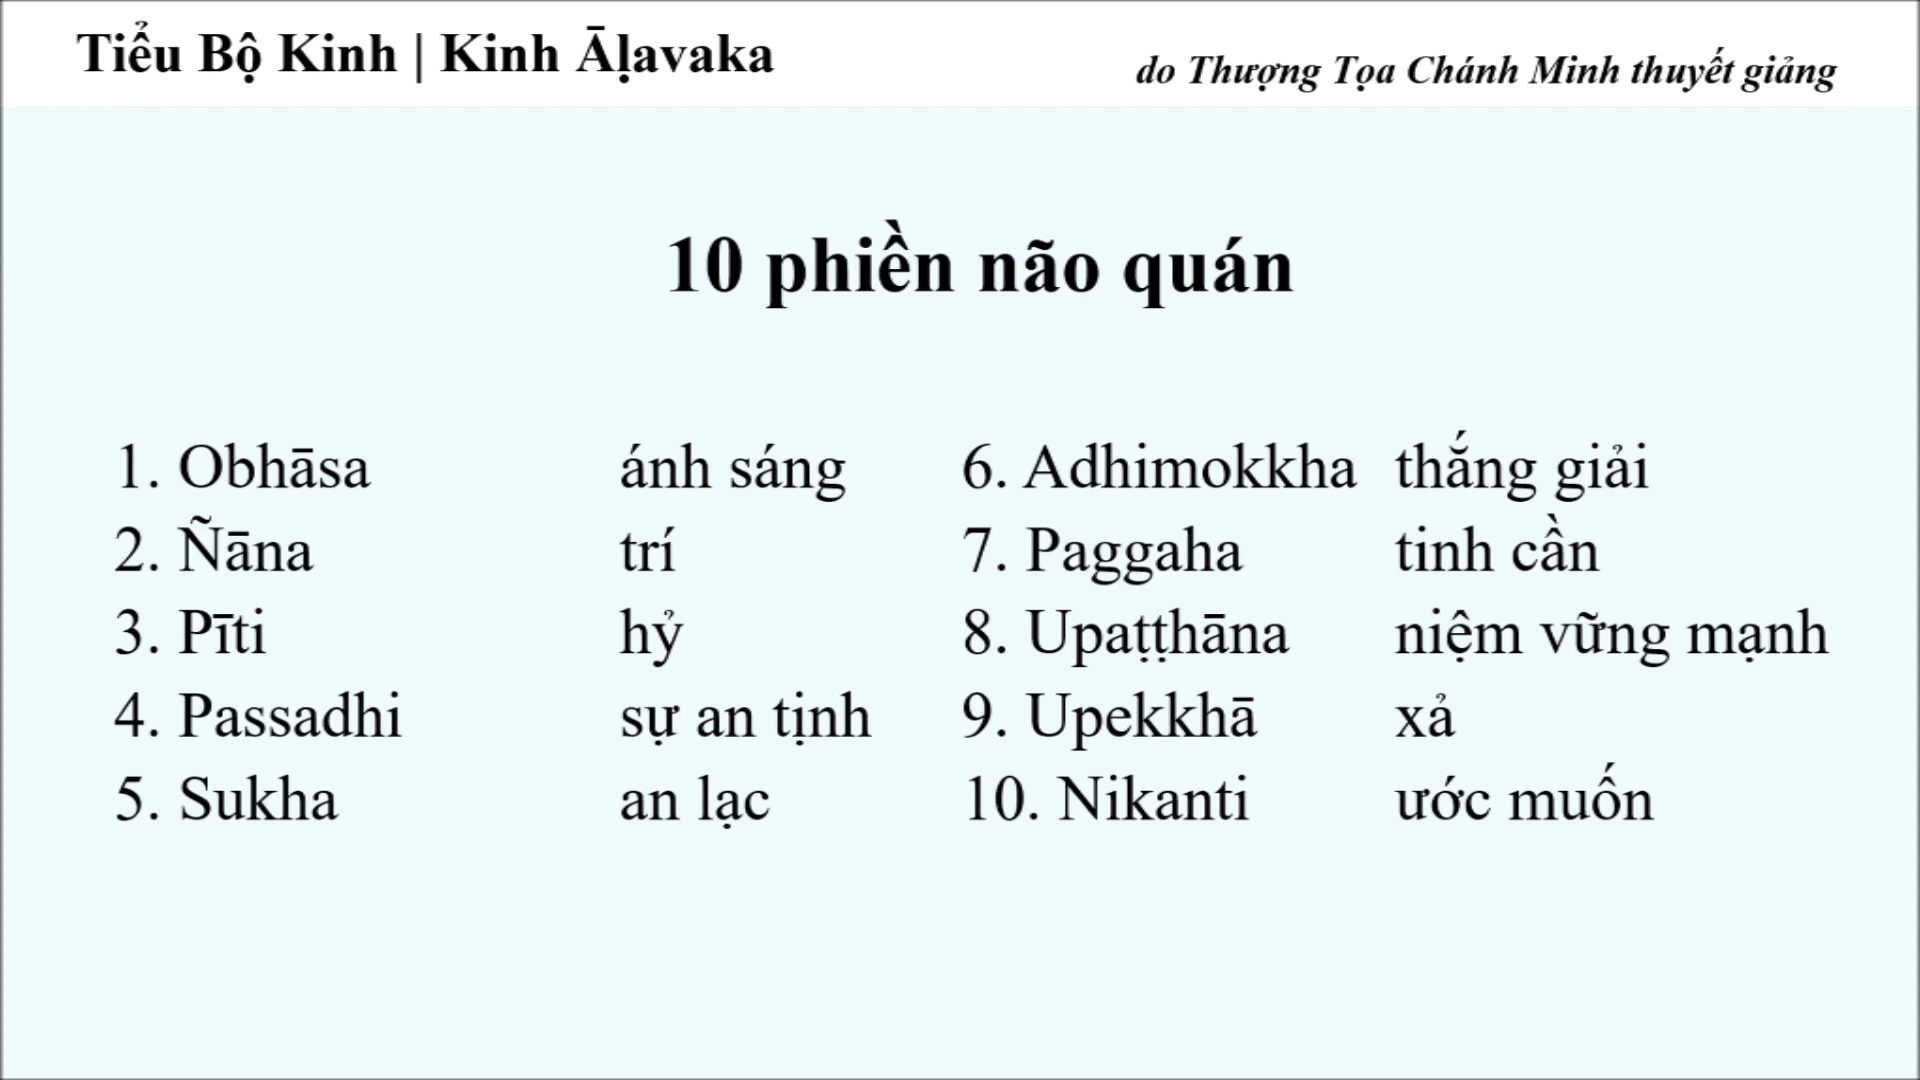 Tiểu Bộ Kinh | Kinh Āḷavaka
do Thượng Tọa Chánh Minh thuyết giảng
10 phiền não quán
1. Obhāsa ánh sáng
2. Ñāna trí
3. Pīti hỷ
4. Passadhi sự an tịnh
5. Sukha an lạc
6. Adhimokkha thắng giải
7. Paggaha tinh cần
8. Upaṭṭhāna niệm vững mạnh
9. Upekkhā xả
10. Nikanti ước muốn